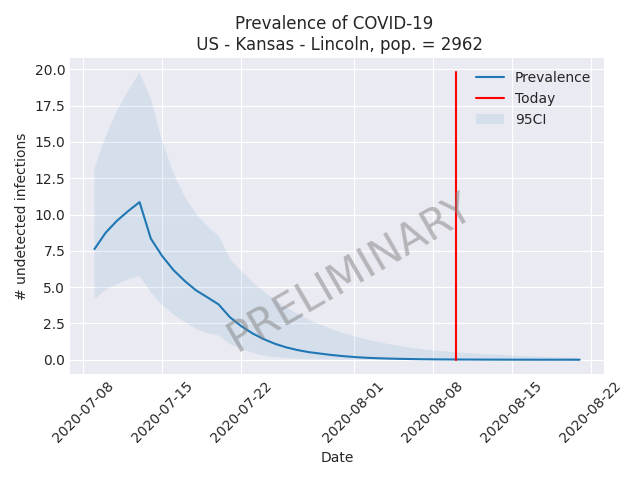 Prevalence of COVID-19
US - Kansas - Lincoln, pop. = 2962
20.0
17.5
15.0
12.5
10.0
7.5
5.0
2.5
0.0
# undetected infections
Prevalence
Today
95CI
PRELIMINARY
2020-07-08
2020-07-15
2020-07-22
2020-08-01
2020-08-08
2020-08-15
2020-08-22
Date